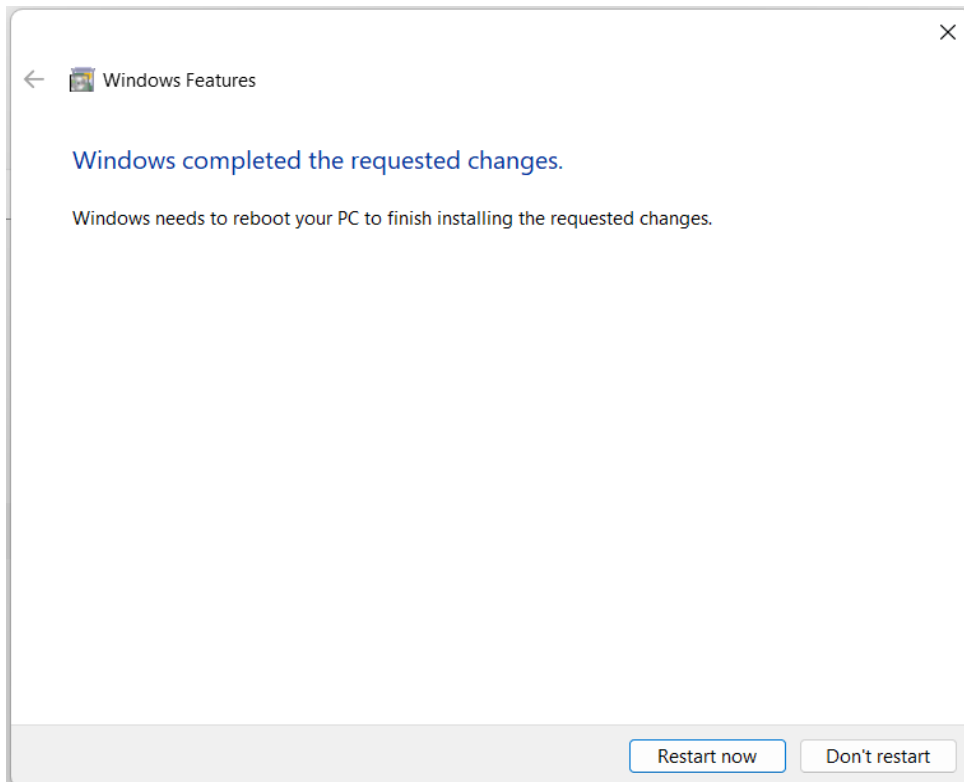 Windows Features
Windows completed the requested changes.
Windows needs to reboot your PC to finish installing the requested changes.
Restart now
Don't restart